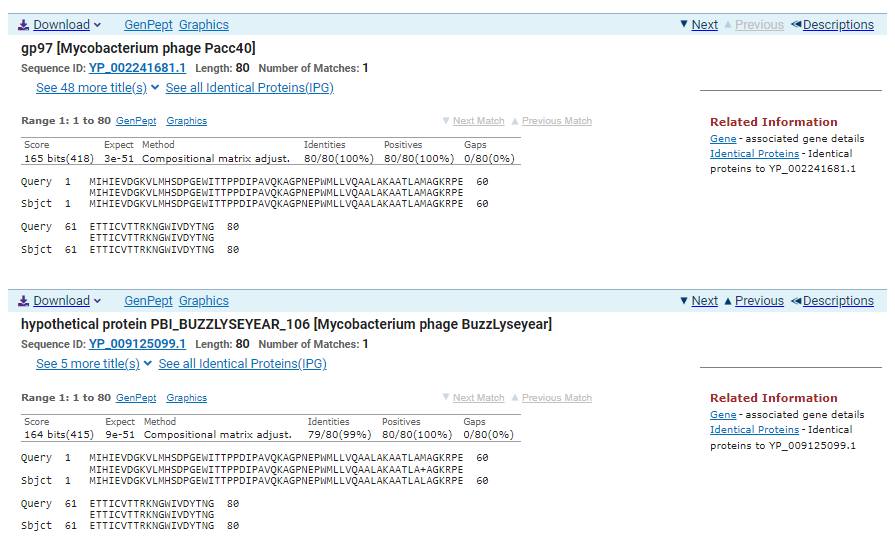 Download GenPept Graphics Next Previous Descriptions
gp97 [Mycobacterium phage Pacc40]
Sequence ID: YP_002241681.1 Length: 80 Number of Matches: 1
See 48 more title(s) See all Identical Proteins(IPG)
Range 1: 1 to 80 GenPept Graphics Next Match Previous Match
Score Expect Method Identities Positives Gaps
165 bits(418) 3e-51 Compositional matrix adjust. 80/80(100%) 80/80(100%) 0/80(0%)
Query 1 MIHIEVDGKVLMHSDPGEWITTPPDIPAVQKAGPNEPWMLLVQAALAKAATLAMAGKRPE 60
MIHIEVDGKVLMHSDPGEWITTPPDIPAVQKAGPNEPWMLLVQAALAKAATLAMAGKRPE
Sbjct 1 MIHIEVDGKVLMHSDPGEWITTPPDIPAVQKAGPNEPWMLLVQAALAKAATLAMAGKRPE 60
Query 61 ETTICVTTRKNGWIVDYTNG 80
ETTICVTTRKNGWIVDYTNG
Sbjct 61 ETTICVTTRKNGWIVDYTNG 80
Related Information
Gene - associated gene details
Identical Proteins - Identical
proteins to YP_002241681.1
Download GenPept Graphics Next Previous Descriptions
hypothetical protein PBI_BUZZLYSEYEAR_106 [Mycobacterium phage BuzzLyseyear]
Sequence ID: YP_009125099.1 Length: 80 Number of Matches: 1
See 5 more title(s) See all Identical Proteins(IPG)
Range 1: 1 to 80 GenPept Graphics Next Match Previous Match
Score Expect Method Identities Positives Gaps
164 bits(415) 9e-51 Compositional matrix adjust. 79/80(99%) 80/80(100%) 0/80(0%)
Query 1 MIHIEVDGKVLMHSDPGEWITTPPDIPAVQKAGPNEPWMLLVQAALAKAATLAMAGKRPE 60
MIHIEVDGKVLMHSDPGEWITTPPDIPAVQKAGPNEPWMLLVQAALAKAATLA+AGKRPE
Sbjct 1 MIHIEVDGKVLMHSDPGEWITTPPDIPAVQKAGPNEPWMLLVQAALAKAATLALAGKRPE 60
Query 61 ETTICVTTRKNGWIVDYTNG 80
ETTICVTTRKNGWIVDYTNG
Sbjct 61 ETTICVTTRKNGWIVDYTNG 80
Related Information
Gene - associated gene details
Identical Proteins - Identical
proteins to YP_009125099.1